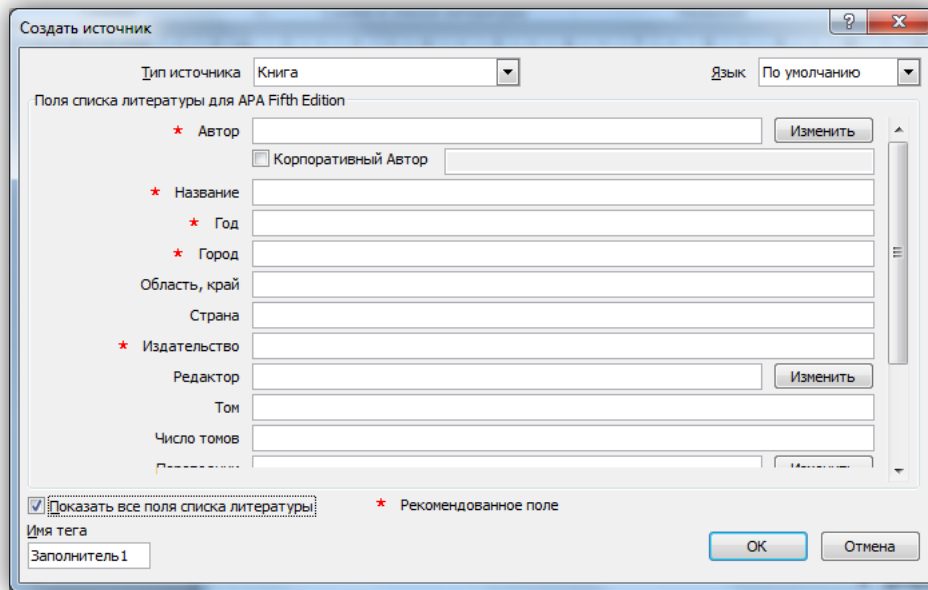 Создать источник
Тип источника Книга Язык По умолчанию
Поля списка литературы для APA Fifth Edition
* Автор Изменить
Корпоративный Автор
* Название
* Год
* Город
Область, край
Страна
* Издательство
Редактор Изменить
Том
Число томов
Показать все поля списка литературы * Рекомендованное поле
Имя тега
Заполнитель1 ОК Отмена